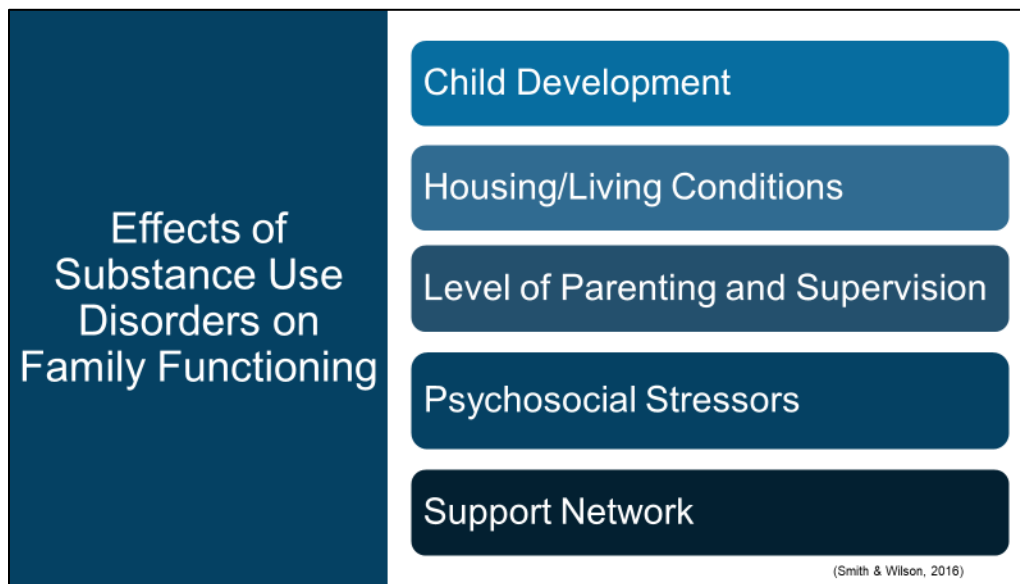 Effects of
Substance Use
Disorders on
Family Functioning
Child Development
Housing/Living Conditions
Level of Parenting and Supervision
Psychosocial Stressors
Support Network
(Smith & Wilson, 2016)